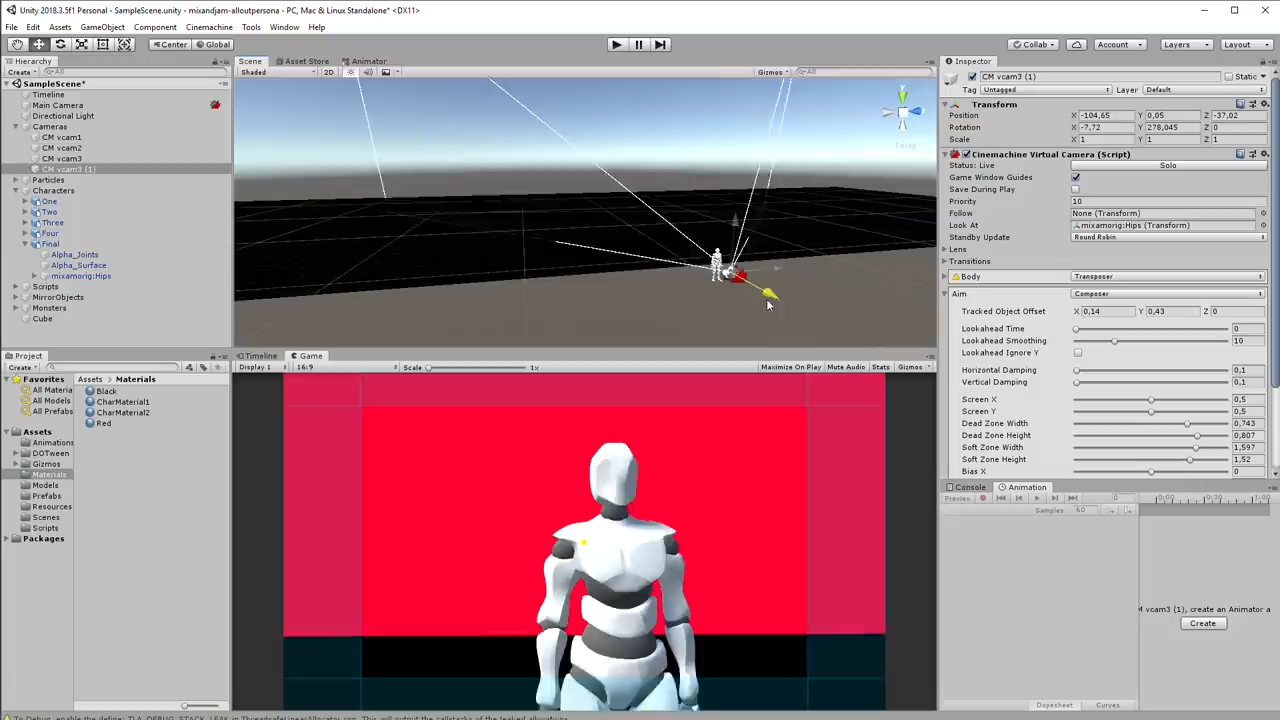 Unity 2018.3.5f1 Personal - SampleScene.unity - mixandjam-alloutpersona - PC, Mac & Linux Standalone* <DX11>
File Edit Assets GameObject Component Cinemachine Tools Window Help
Center Global Collab Account Layers Layout
Hierarchy
Create All
SampleScene*
Timeline
Main Camera
Directional Light
Cameras
CM vcam1
CM vcam2
CM vcam3
CM vcam3 (1)
Particles
Characters
One
Two
Three
Four
Final
Alpha_Joints
Alpha_Surface
mixamorig:Hips
Scripts
MirrorObjects
Monsters
Cube
Scene Asset Store Animator
Shaded 2D Gizmos All
Persp
Project
Create
Favorites
All Materia
All Models
All Prefabs
Assets
Animations
DOTween
Gizmos
Materials
Models
Prefabs
Resources
Scenes
Scripts
Packages
Assets Materials
Black
CharMaterial1
CharMaterial2
Red
Timeline Game
Display 1 16:9 Scale 1x Maximize On Play Mute Audio Stats Gizmos
Inspector
CM vcam3 (1) Static
Tag Untagged Layer Default
Transform
Position X -104,65 Y 0,05 Z -37,02
Rotation X -7,72 Y 278,045 Z 0
Scale X 1 Y 1 Z 1
Cinemachine Virtual Camera (Script)
Status: Live Solo
Game Window Guides
Save During Play
Priority 10
Follow None (Transform)
Look At mixamorig:Hips (Transform)
Standby Update Round Robin
Lens
Transitions
Body Transposer
Aim Composer
Tracked Object Offset X 0,14 Y 0,43 Z 0
Lookahead Time 0
Lookahead Smoothing 10
Lookahead Ignore Y
Horizontal Damping 0,1
Vertical Damping 0,1
Screen X 0,5
Screen Y 0,5
Dead Zone Width 0,743
Dead Zone Height 0,807
Soft Zone Width 1,597
Soft Zone Height 1,52
Bias X 0
Console Animation
Preview 0 0:00 0:30 1:00
Samples 60
M vcam3 (1), create an Animator a
Create
Dopesheet Curves